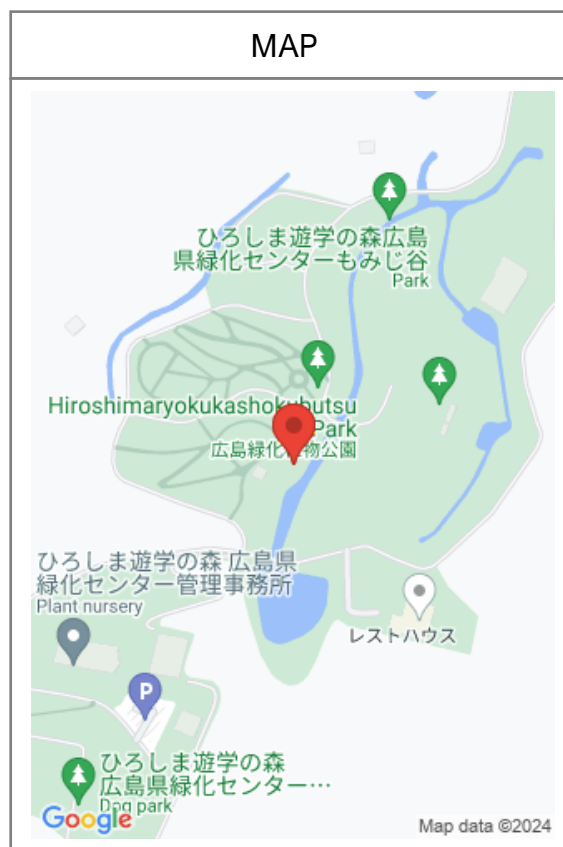 MAP
ひろしま遊学の森広島
県緑化センターもみじ谷
Park
Hiroshimaryokukashokubutsu
Park
広島緑化植物公園
ひろしま遊学の森 広島県
緑化センター管理事務所
Plant nursery
レストハウス
P
ひろしま遊学の森
広島県緑化センター…
Dog park
Google
Map data ©2024